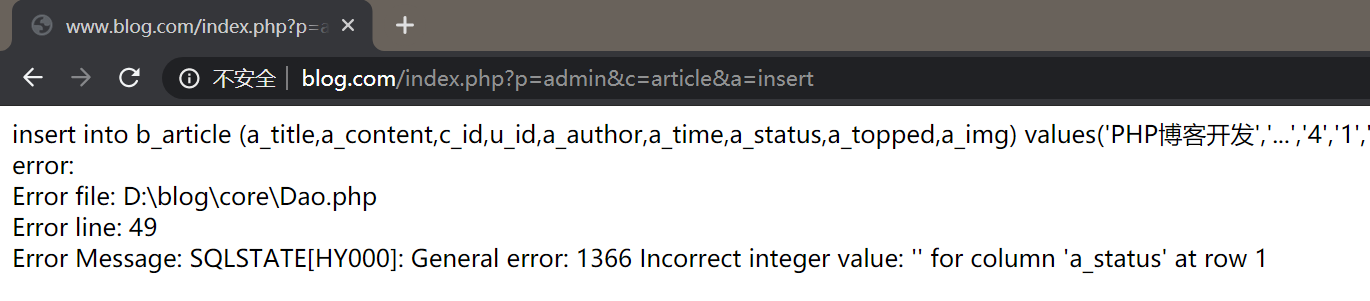 www.blog.com/index.php?p=a
不安全 blog.com/index.php?p=admin&c=article&a=insert
insert into b_article (a_title,a_content,c_id,u_id,a_author,a_time,a_status,a_topped,a_img) values('PHP博客开发','...','4','1','
error:
Error file: D:\blog\core\Dao.php
Error line: 49
Error Message: SQLSTATE[HY000]: General error: 1366 Incorrect integer value: '' for column 'a_status' at row 1